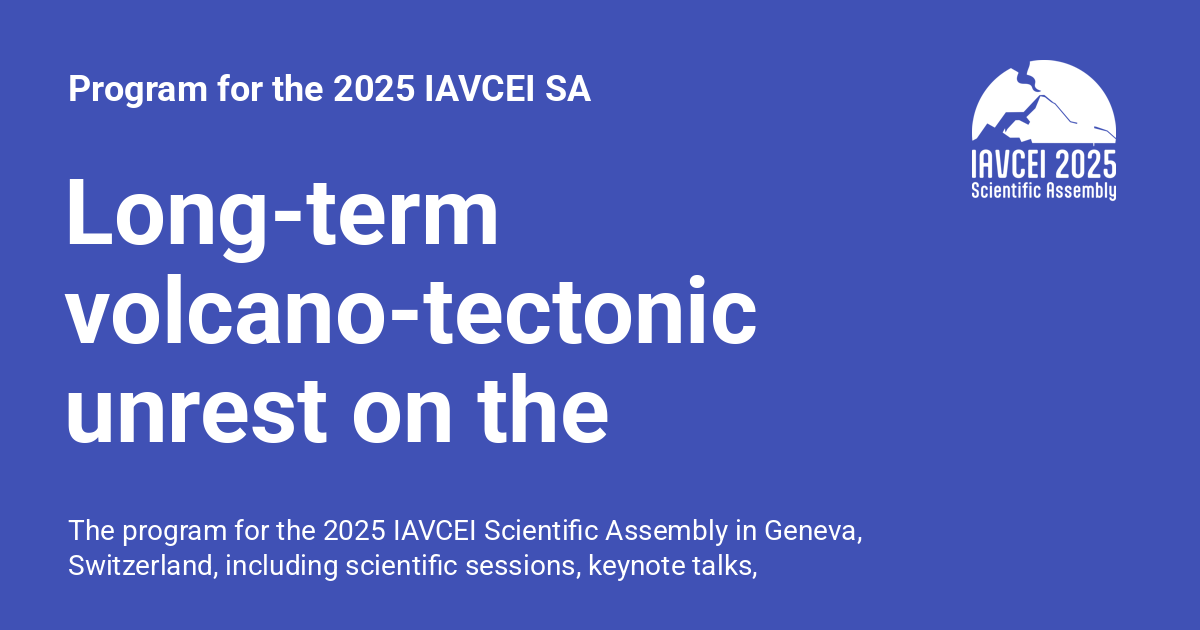 Program for the 2025 IAVCEI SA
IAVCEI 2025
Scientific Assembly
Long-term
volcano-tectonic
unrest on the
The program for the 2025 IAVCEI Scientific Assembly in Geneva,
Switzerland, including scientific sessions, keynote talks,